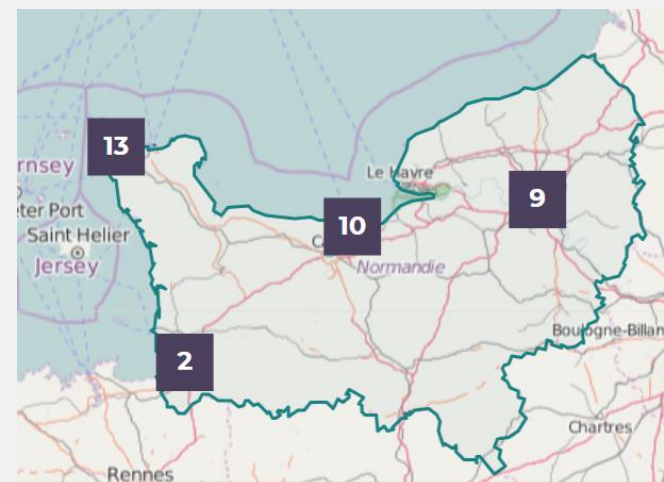 13
Le Havre
rnsey
9
eter Port
10
Saint Helier
C
Jersey
Normandie
2
Boulogne-Billan
Chartres
Rennes